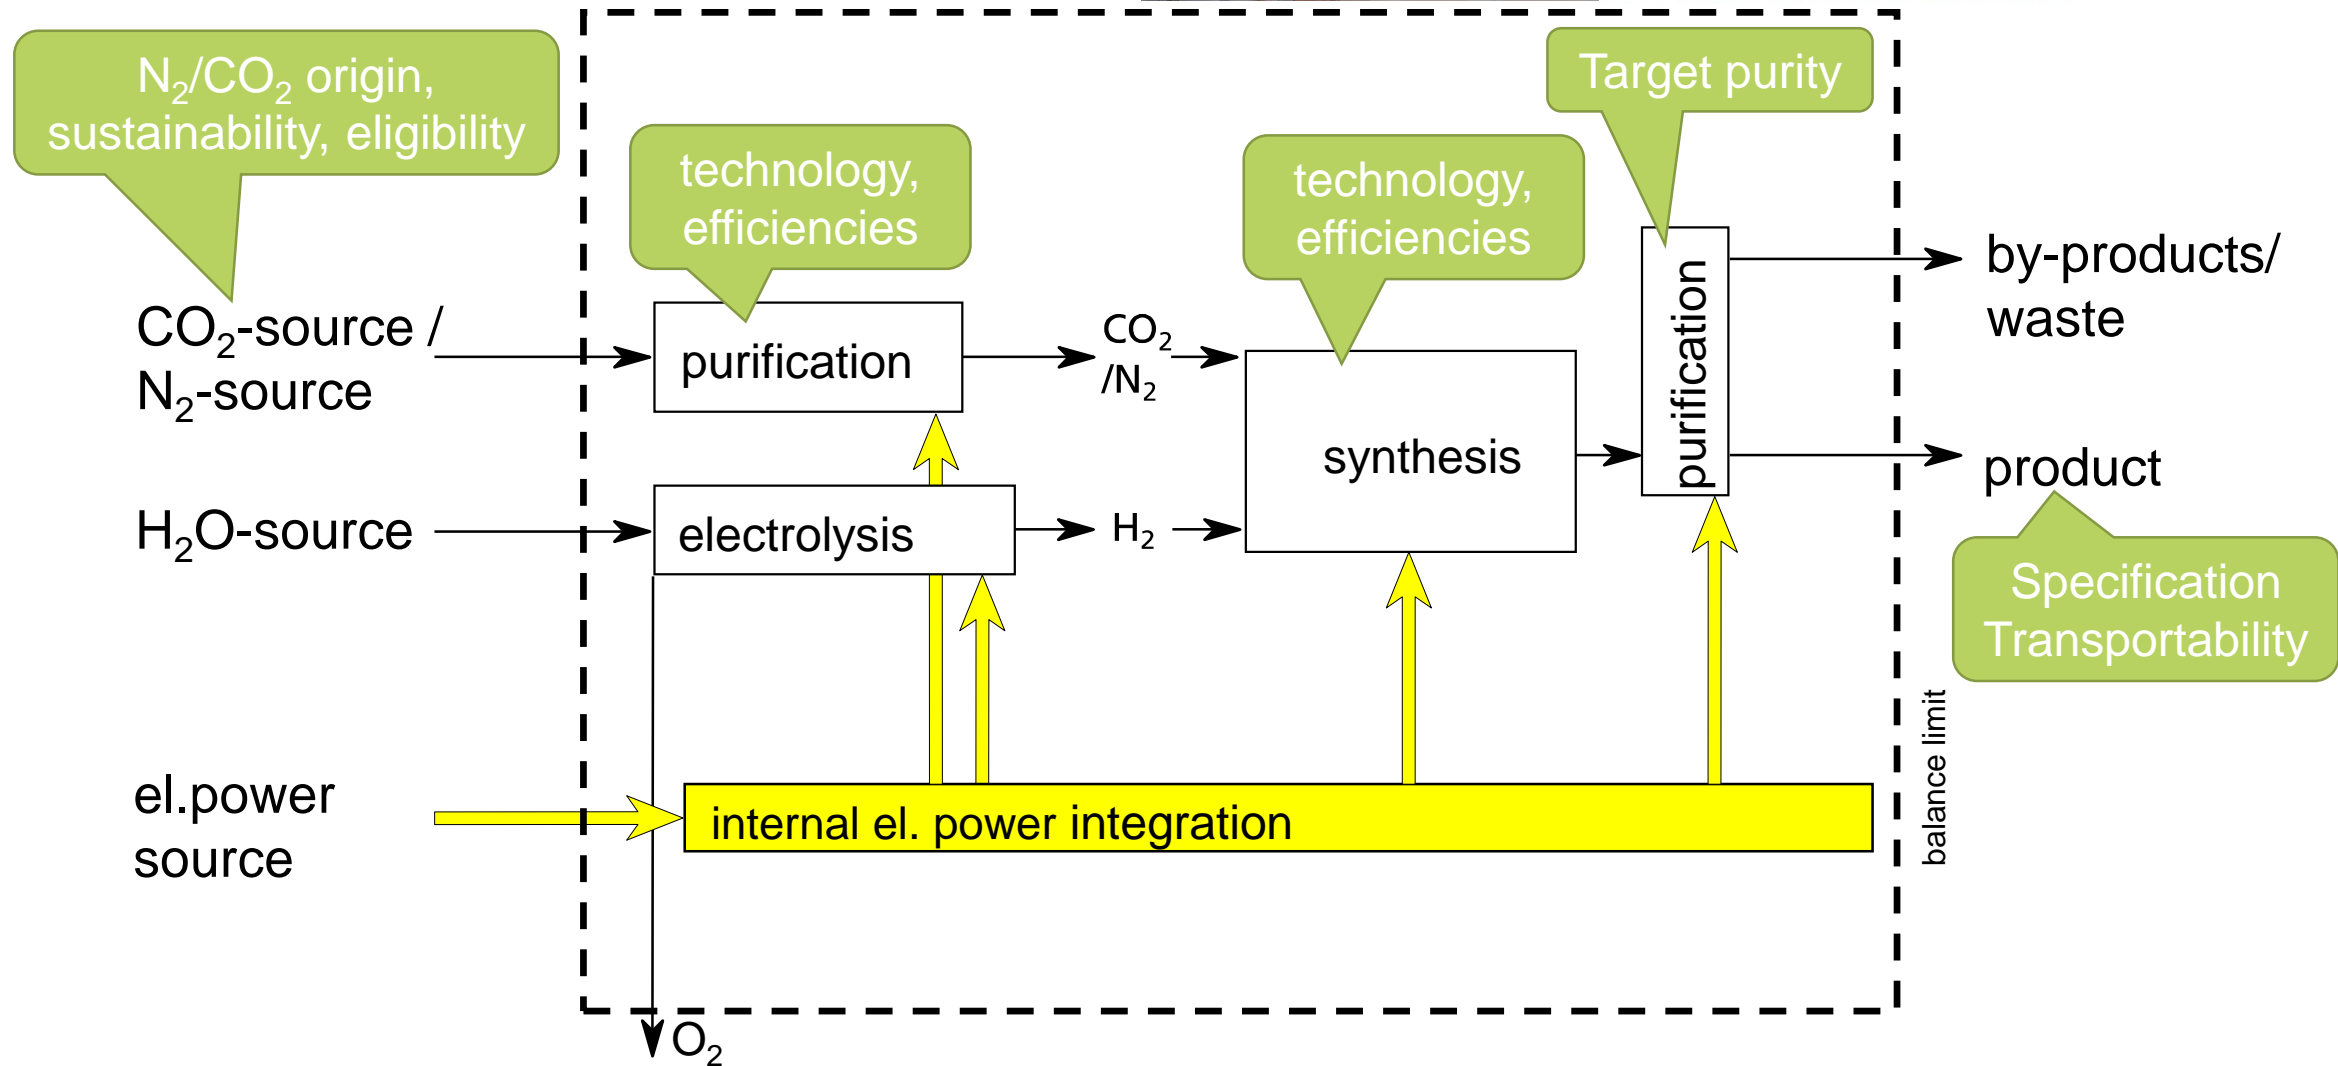 N₂/CO₂ origin,
sustainability, eligibility
Target purity
technology,
efficiencies
technology,
efficiencies
CO₂-source /
N₂-source
purification
CO₂
/N₂
synthesis
purification
by-products/
waste
product
Specification
Transportability
H₂O-source
electrolysis
H₂
el.power
source
internal el. power integration
balance limit
O₂